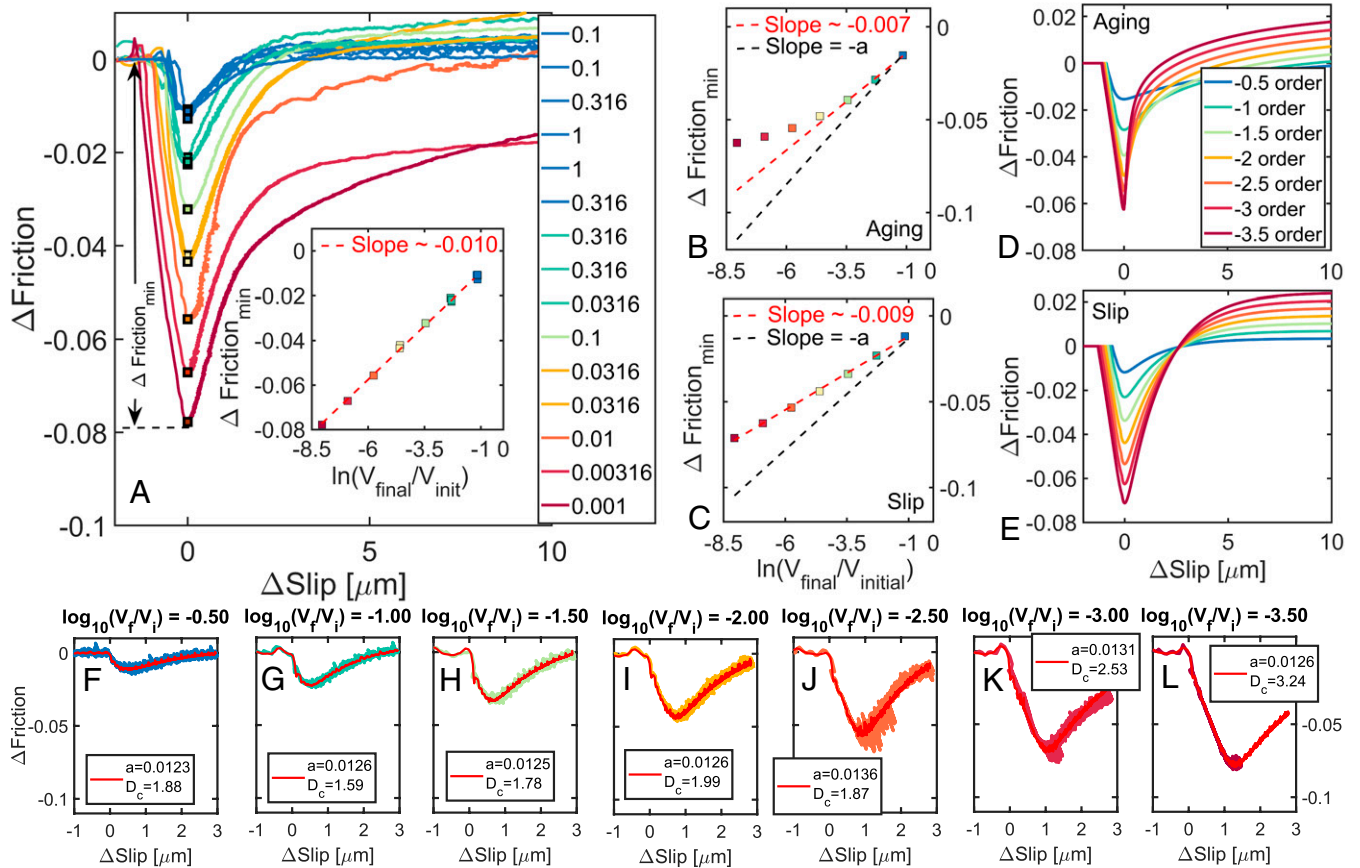 0
-0.02
-0.04
-0.06
-0.08
-0.1
ΔFriction
Δ Friction_min
A
0
5
10
ΔSlip [μm]
Slope ~ -0.010
0
-0.02
-0.04
-0.06
-0.08
Δ Friction_min
-8.5
-6
-3.5
-1
ln(V_final/V_init)
0.1
0.1
0.316
1
1
0.316
0.316
0.316
0.0316
0.1
0.0316
0.0316
0.01
0.00316
0.001
B
Slope ~ -0.007
Slope = -a
0
-0.05
-0.1
Δ Friction_min
Aging
-8.5
-6
-3.5
-1
0
C
Slope ~ -0.009
Slope = -a
0
-0.05
-0.1
Δ Friction_min
Slip
-8.5
-6
-3.5
-1
0
ln(V_final/V_initial)
D
Aging
0.02
0
-0.02
-0.04
-0.06
-0.08
ΔFriction
-0.5 order
-1 order
-1.5 order
-2 order
-2.5 order
-3 order
-3.5 order
0
5
10
E
Slip
0.02
0
-0.02
-0.04
-0.06
-0.08
ΔFriction
0
5
10
ΔSlip [μm]
log10(V_f/V_i) = -0.50
F
0
-0.05
-0.1
ΔFriction
a=0.0123
D_c=1.88
-1
0
1
2
3
ΔSlip [μm]
log10(V_f/V_i) = -1.00
G
a=0.0126
D_c=1.59
-1
0
1
2
3
ΔSlip [μm]
log10(V_f/V_i) = -1.50
H
a=0.0125
D_c=1.78
-1
0
1
2
3
ΔSlip [μm]
log10(V_f/V_i) = -2.00
I
a=0.0126
D_c=1.99
-1
0
1
2
3
ΔSlip [μm]
log10(V_f/V_i) = -2.50
J
a=0.0136
D_c=1.87
-1
0
1
2
3
ΔSlip [μm]
log10(V_f/V_i) = -3.00
K
a=0.0131
D_c=2.53
-1
0
1
2
3
ΔSlip [μm]
log10(V_f/V_i) = -3.50
L
a=0.0126
D_c=3.24
0
-0.05
-0.1
-1
0
1
2
3
ΔSlip [μm]